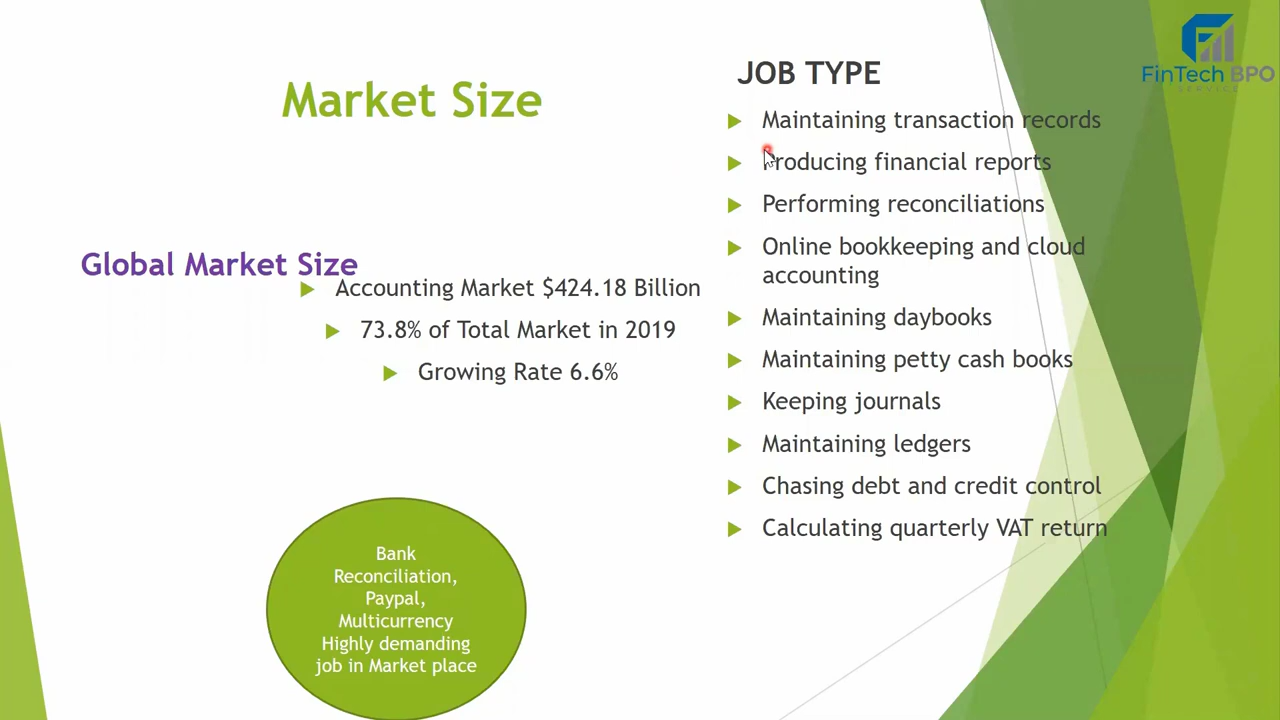 Market Size
Global Market Size
Accounting Market $424.18 Billion
73.8% of Total Market in 2019
Growing Rate 6.6%
Bank
Reconciliation,
Paypal,
Multicurrency
Highly demanding
job in Market place
JOB TYPE
Maintaining transaction records
Producing financial reports
Performing reconciliations
Online bookkeeping and cloud
accounting
Maintaining daybooks
Maintaining petty cash books
Keeping journals
Maintaining ledgers
Chasing debt and credit control
Calculating quarterly VAT return
FinTech BPO
SERVICE